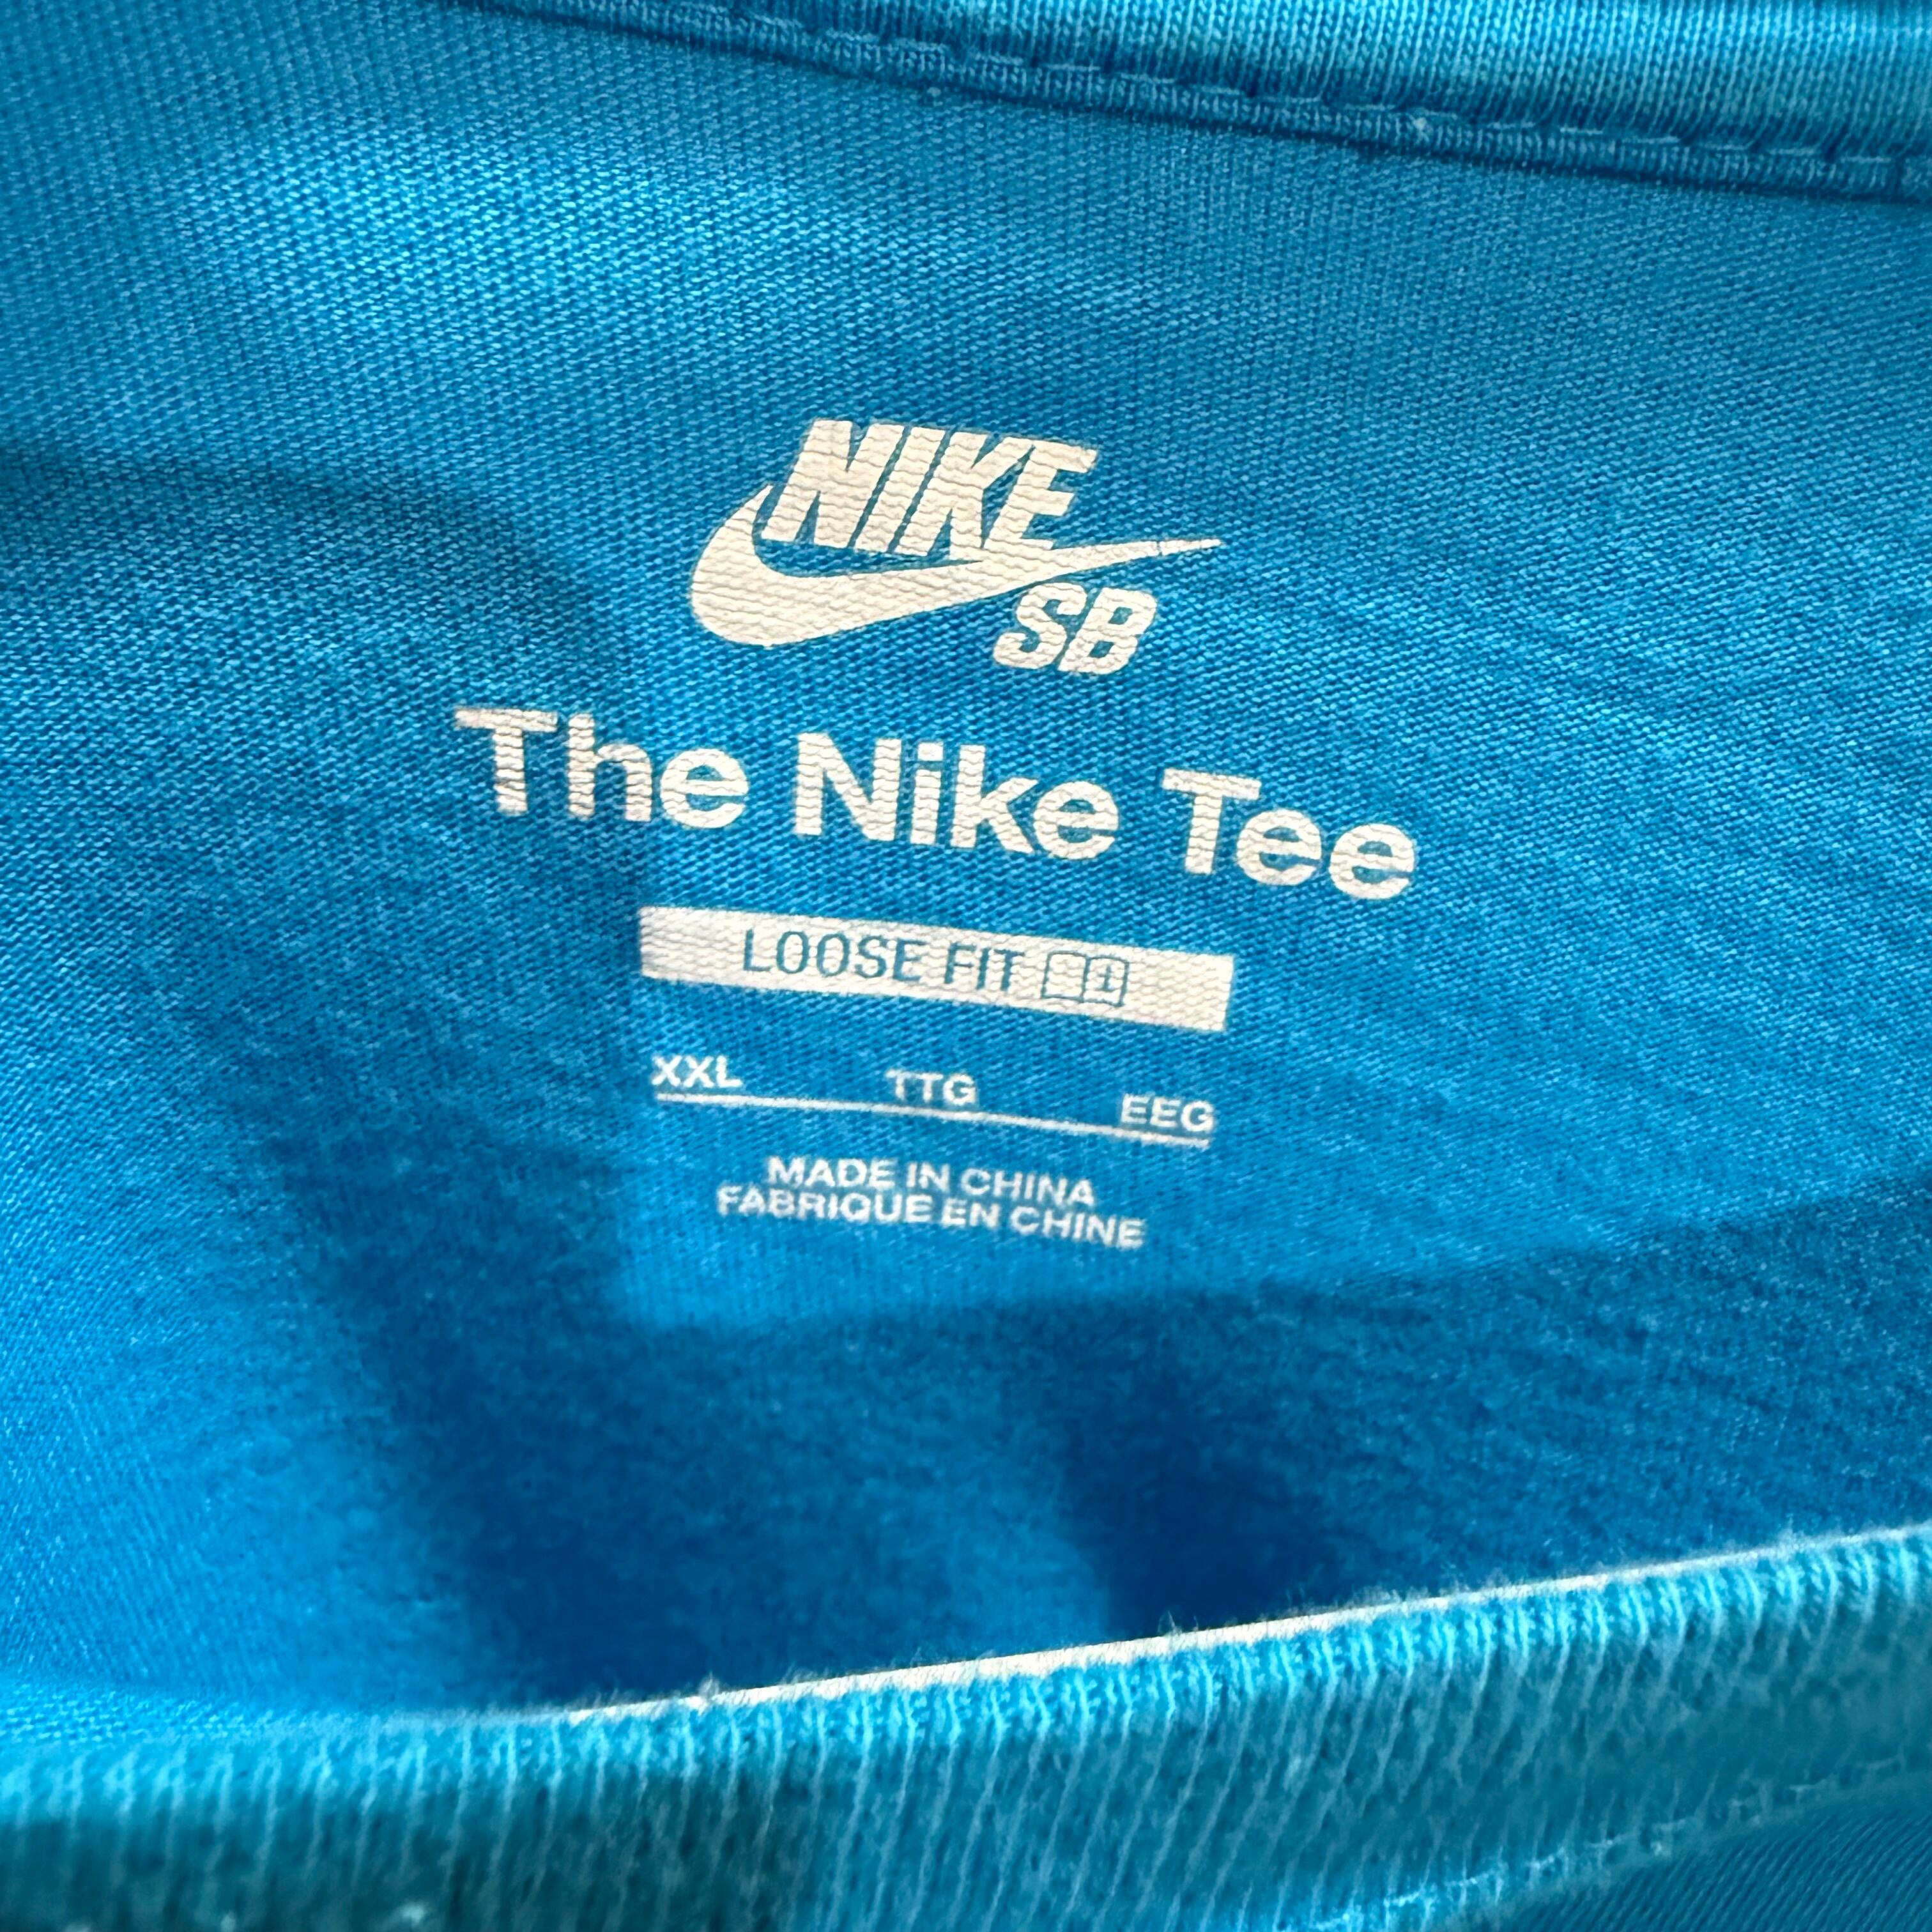 NIKE
SB
The Nike Tee
LOOSE FIT
XXL TTG EEG
MADE IN CHINA
FABRIQUE EN CHINE